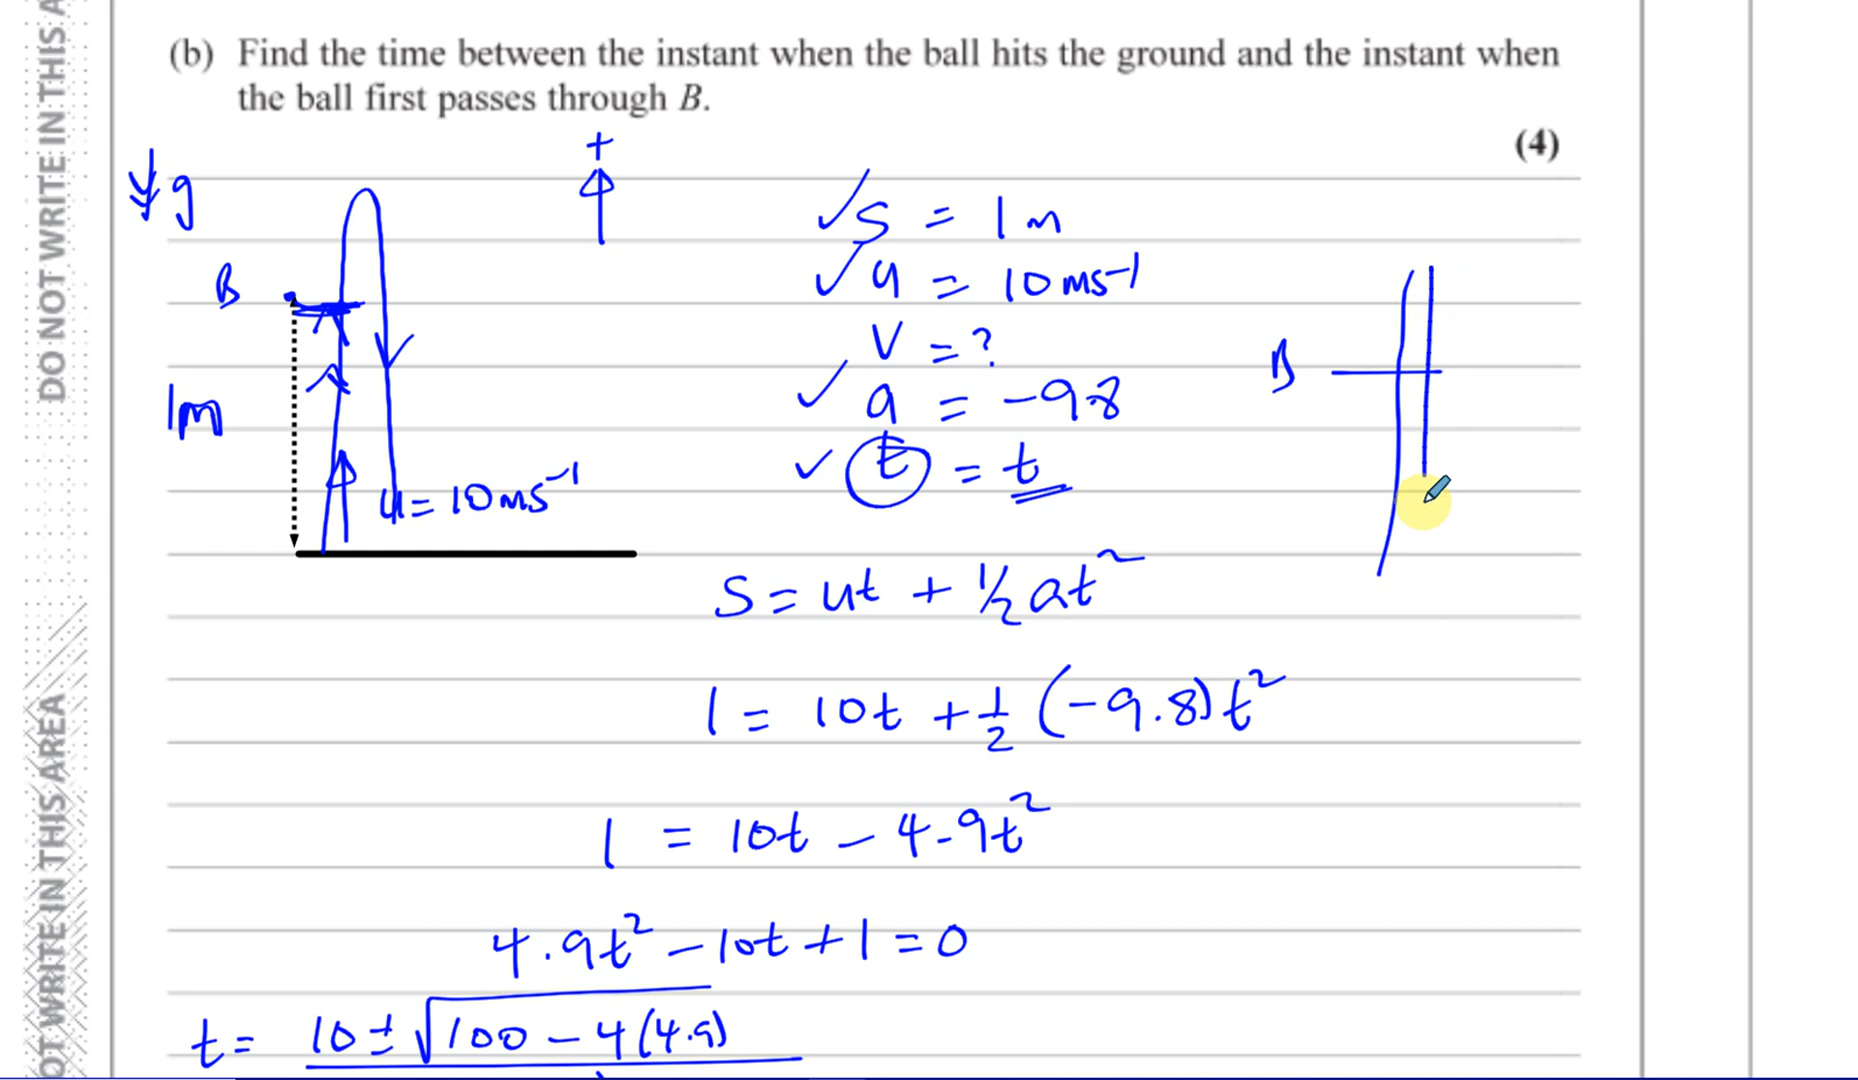 DO NOT WRITE IN THIS A
OT WRITE IN THIS AREA
(b) Find the time between the instant when the ball hits the ground and the instant when
the ball first passes through B.
(4)
g
+
B
1m
u = 10ms⁻¹
✓ s = 1m
✓ u = 10ms⁻¹
v = ?
✓ a = -9.8
✓ t = t
B
s = ut + ½at²
1 = 10t + ½(-9.8)t²
1 = 10t - 4.9t²
4.9t² - 10t + 1 = 0
t = 10 ± √100 - 4(4.9)